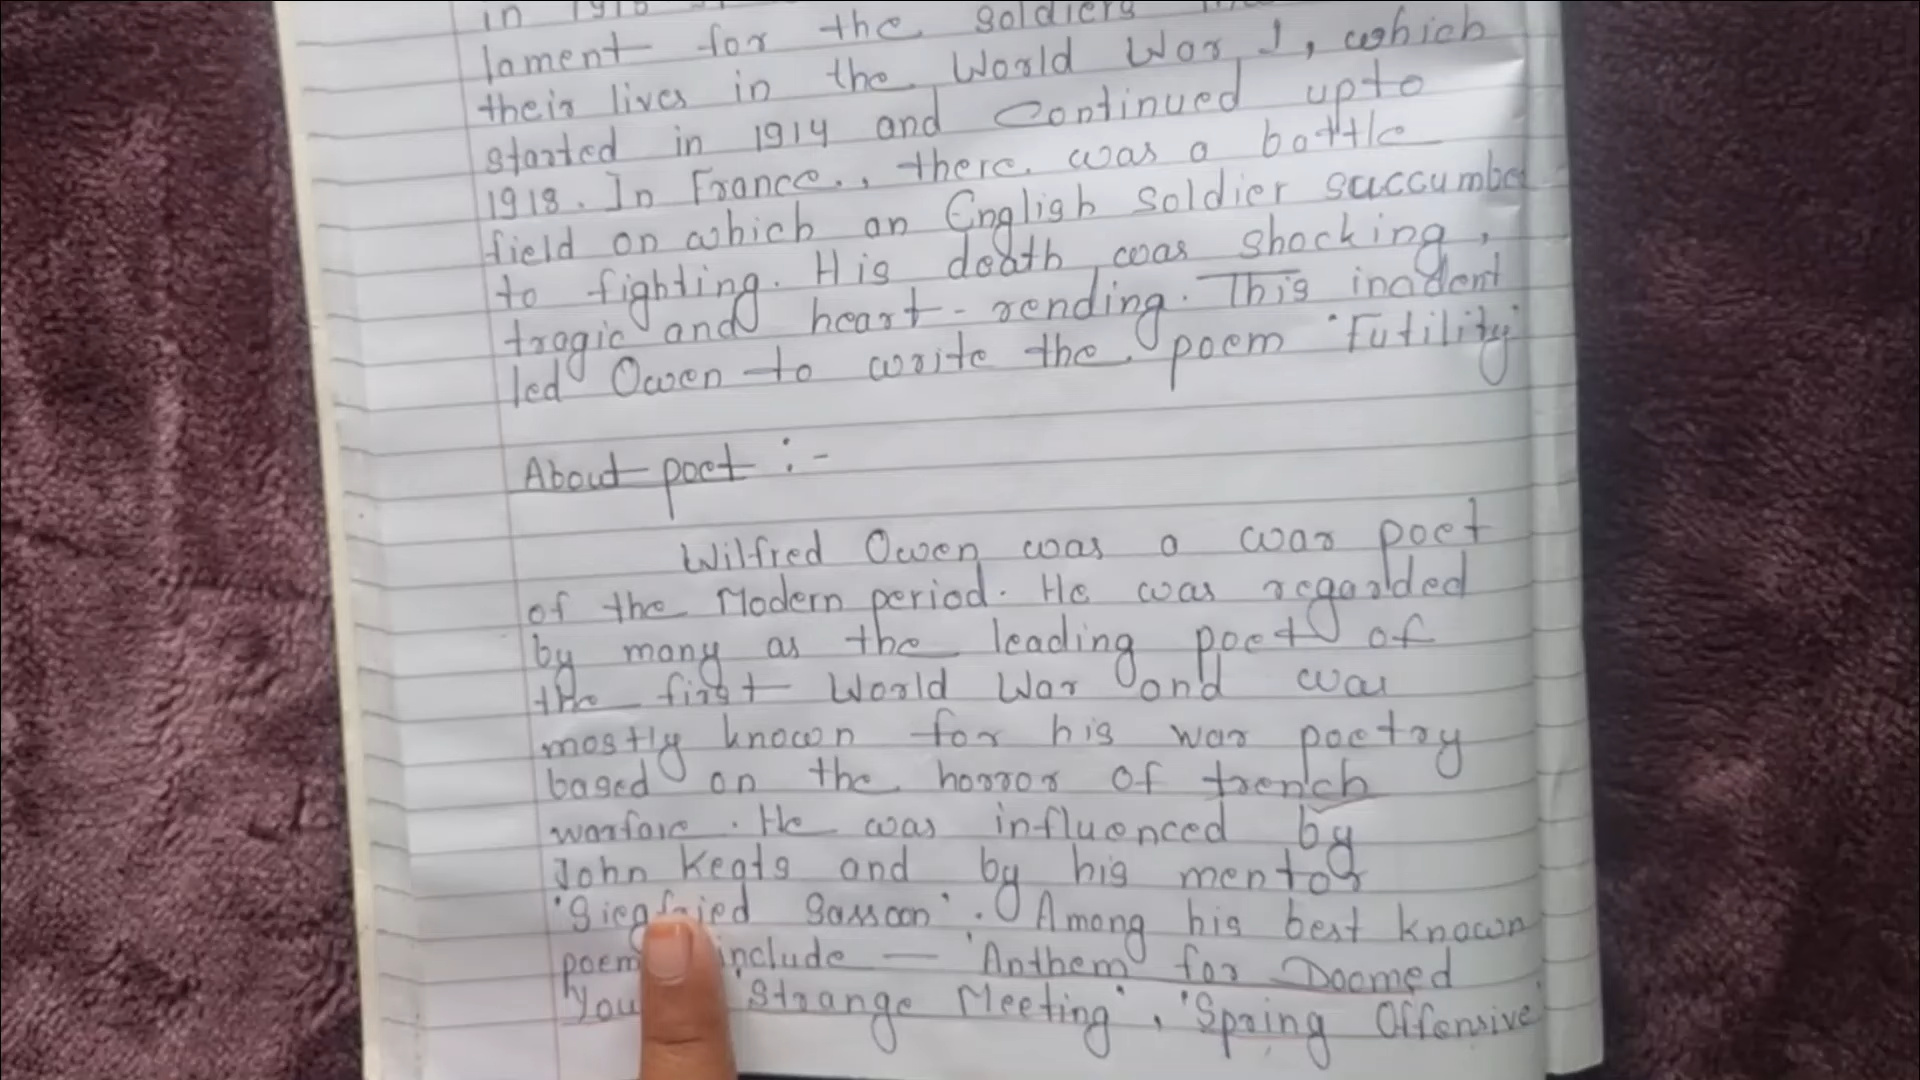 in 1918
lament for the soldiers
their lives in the World War I, which
started in 1914 and continued upto
1918. In France., there was a battle
field on which an English soldier succumbed
to fighting. His death was shocking,
tragic and heart-rending. This incident
led Owen to write the poem 'Futility'
About poet :-
Wilfred Owen was a war poet
of the Modern period. He was regarded
by many as the leading poet of
the first World War and was
mostly known for his war poetry
based on the horror of trench
warfare. He was influenced by
John Keats and by his mentor
'Siegfried Sassoon'. Among his best known
poem include — 'Anthem for Doomed
You 'Strange Meeting', 'Spring Offensive'